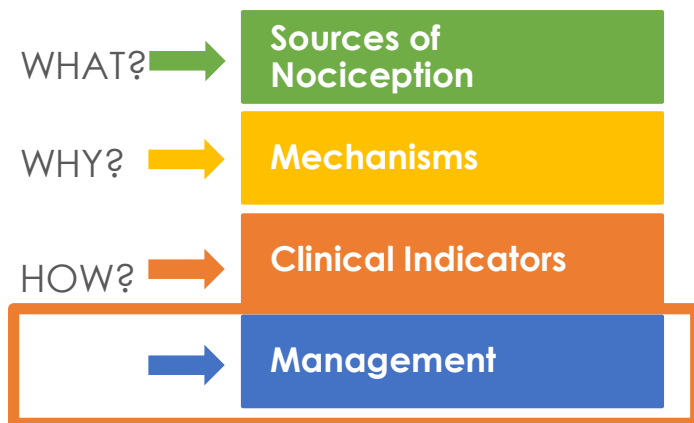 WHAT?
Sources of
Nociception
WHY?
Mechanisms
HOW?
Clinical Indicators
Management